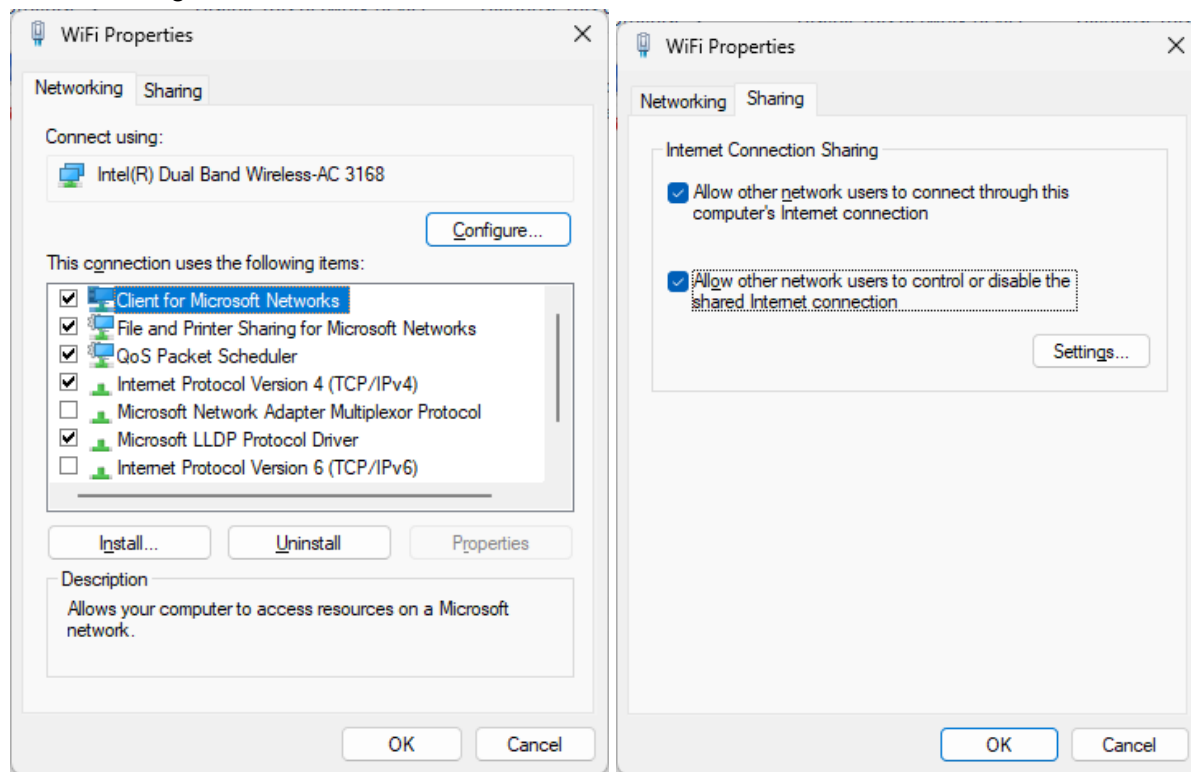 WiFi Properties
Networking Sharing
Connect using:
Intel(R) Dual Band Wireless-AC 3168
Configure...
This connection uses the following items:
Client for Microsoft Networks
File and Printer Sharing for Microsoft Networks
QoS Packet Scheduler
Internet Protocol Version 4 (TCP/IPv4)
Microsoft Network Adapter Multiplexor Protocol
Microsoft LLDP Protocol Driver
Internet Protocol Version 6 (TCP/IPv6)
Install... Uninstall Properties
Description
Allows your computer to access resources on a Microsoft
network.
OK Cancel
WiFi Properties
Networking Sharing
Internet Connection Sharing
Allow other network users to connect through this
computer's Internet connection
Allow other network users to control or disable the
shared Internet connection
Settings...
OK Cancel